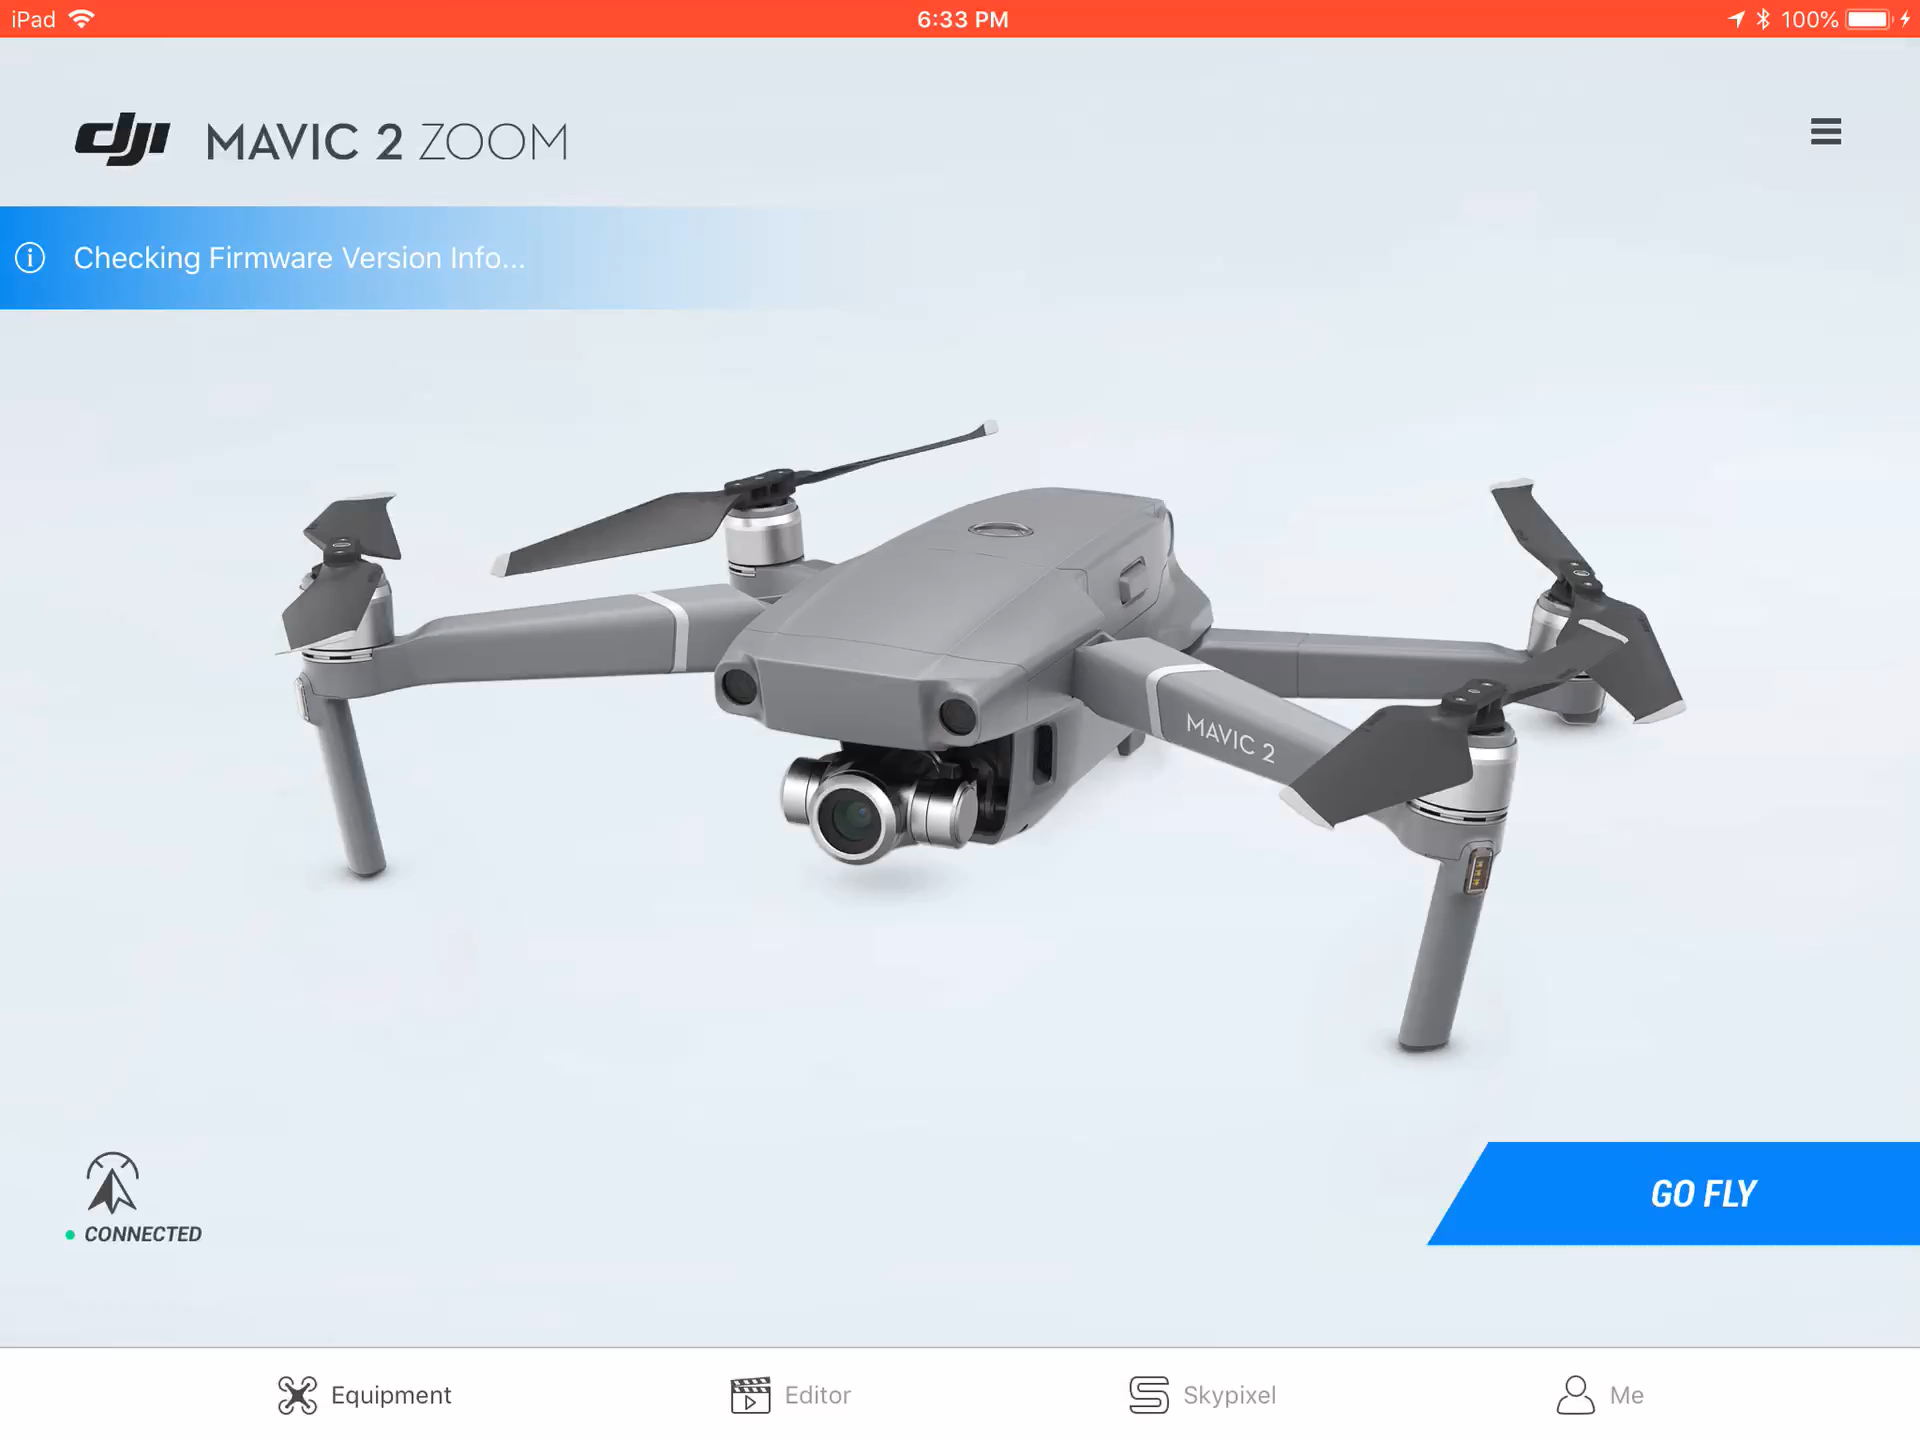 iPad
6:33 PM
100%
dji MAVIC 2 ZOOM
Checking Firmware Version Info...
MAVIC 2
CONNECTED
GO FLY
Equipment
Editor
Skypixel
Me